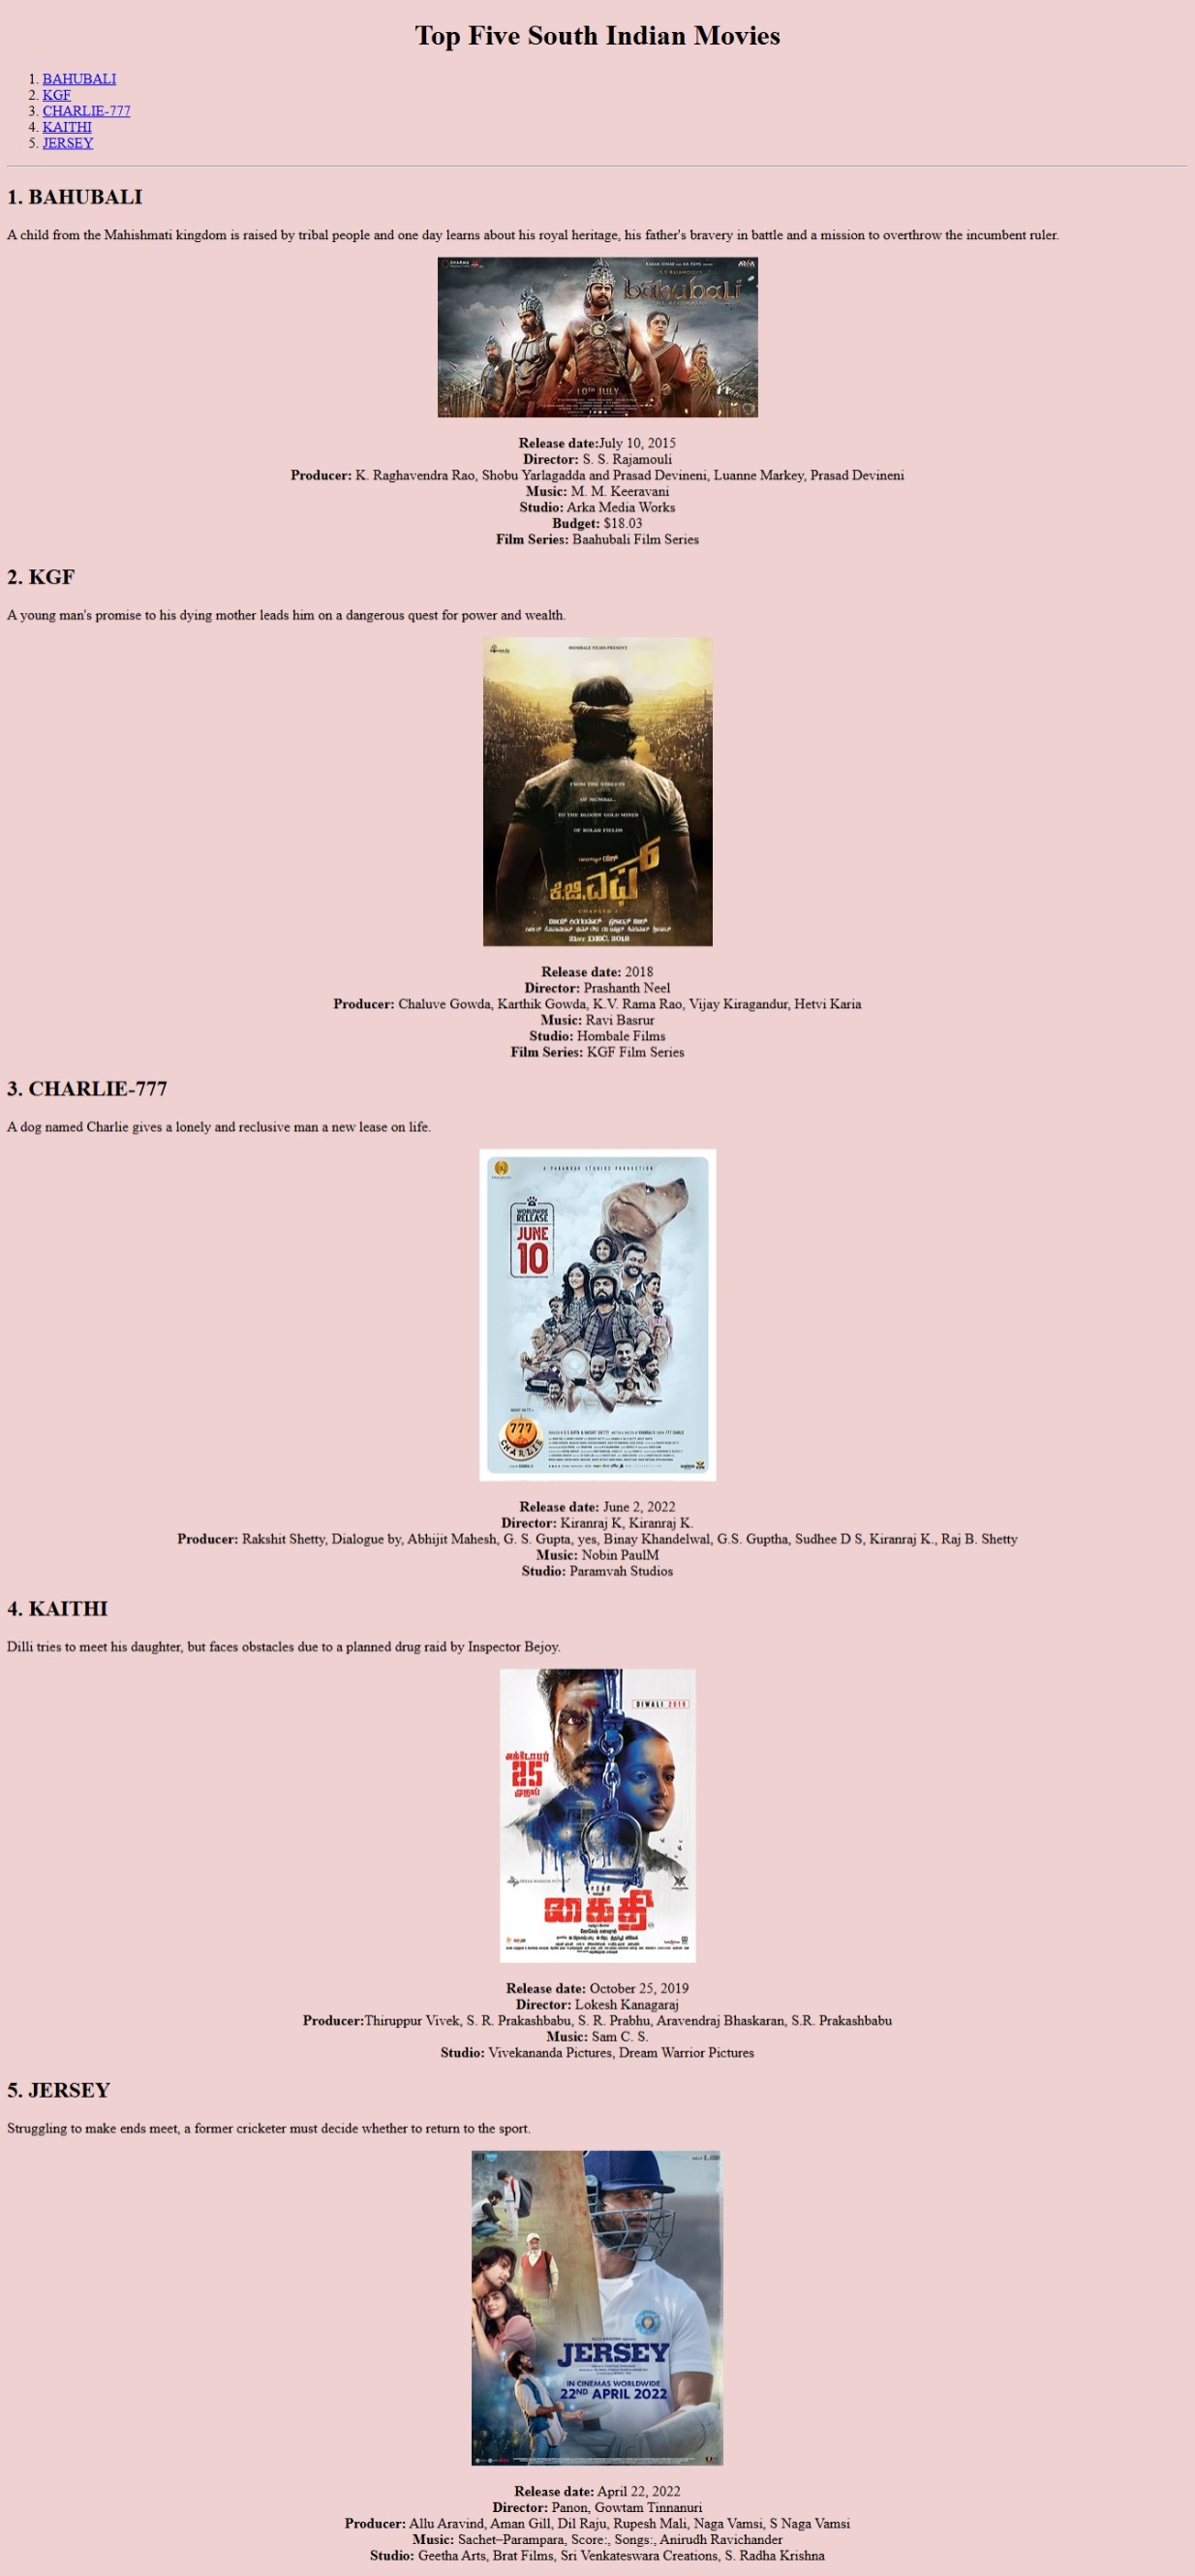 Top Five South Indian Movies
1. BAHUBALI
2. KGF
3. CHARLIE-777
4. KAITHI
5. JERSEY
1. BAHUBALI
A child from the Mahishmati kingdom is raised by tribal people and one day learns about his royal heritage, his father's bravery in battle and a mission to overthrow the incumbent ruler.
bahubali
10TH JULY
Release date:July 10, 2015
Director: S. S. Rajamouli
Producer: K. Raghavendra Rao, Shobu Yarlagadda and Prasad Devineni, Luanne Markey, Prasad Devineni
Music: M. M. Keeravani
Studio: Arka Media Works
Budget: $18.03
Film Series: Baahubali Film Series
2. KGF
A young man's promise to his dying mother leads him on a dangerous quest for power and wealth.
HOMBALE FILMS PRESENT
FROM THE STREETS
OF MUMBAI..
TO THE BLOODY GOLD MINES
OF KOLAR FIELDS
ಕೆ.ಜಿ.ಎಫ್
CHAPTER 1
21ST DEC, 2018
Release date: 2018
Director: Prashanth Neel
Producer: Chaluve Gowda, Karthik Gowda, K.V. Rama Rao, Vijay Kiragandur, Hetvi Karia
Music: Ravi Basrur
Studio: Hombale Films
Film Series: KGF Film Series
3. CHARLIE-777
A dog named Charlie gives a lonely and reclusive man a new lease on life.
A PARAMVAH STUDIOS PRODUCTION
WORLDWIDE
RELEASE
JUNE
10
777
CHARLIE
Release date: June 2, 2022
Director: Kiranraj K, Kiranraj K.
Producer: Rakshit Shetty, Dialogue by, Abhijit Mahesh, G. S. Gupta, yes, Binay Khandelwal, G.S. Guptha, Sudhee D S, Kiranraj K., Raj B. Shetty
Music: Nobin PaulM
Studio: Paramvah Studios
4. KAITHI
Dilli tries to meet his daughter, but faces obstacles due to a planned drug raid by Inspector Bejoy.
DIWALI 2019
அக்டோபர்
25
முதல்
கைதி
Release date: October 25, 2019
Director: Lokesh Kanagaraj
Producer:Thiruppur Vivek, S. R. Prakashbabu, S. R. Prabhu, Aravendraj Bhaskaran, S.R. Prakashbabu
Music: Sam C. S.
Studio: Vivekananda Pictures, Dream Warrior Pictures
5. JERSEY
Struggling to make ends meet, a former cricketer must decide whether to return to the sport.
JERSEY
IN CINEMAS WORLDWIDE
22ND APRIL 2022
Release date: April 22, 2022
Director: Panon, Gowtam Tinnanuri
Producer: Allu Aravind, Aman Gill, Dil Raju, Rupesh Mali, Naga Vamsi, S Naga Vamsi
Music: Sachet–Parampara, Score:, Songs:, Anirudh Ravichander
Studio: Geetha Arts, Brat Films, Sri Venkateswara Creations, S. Radha Krishna